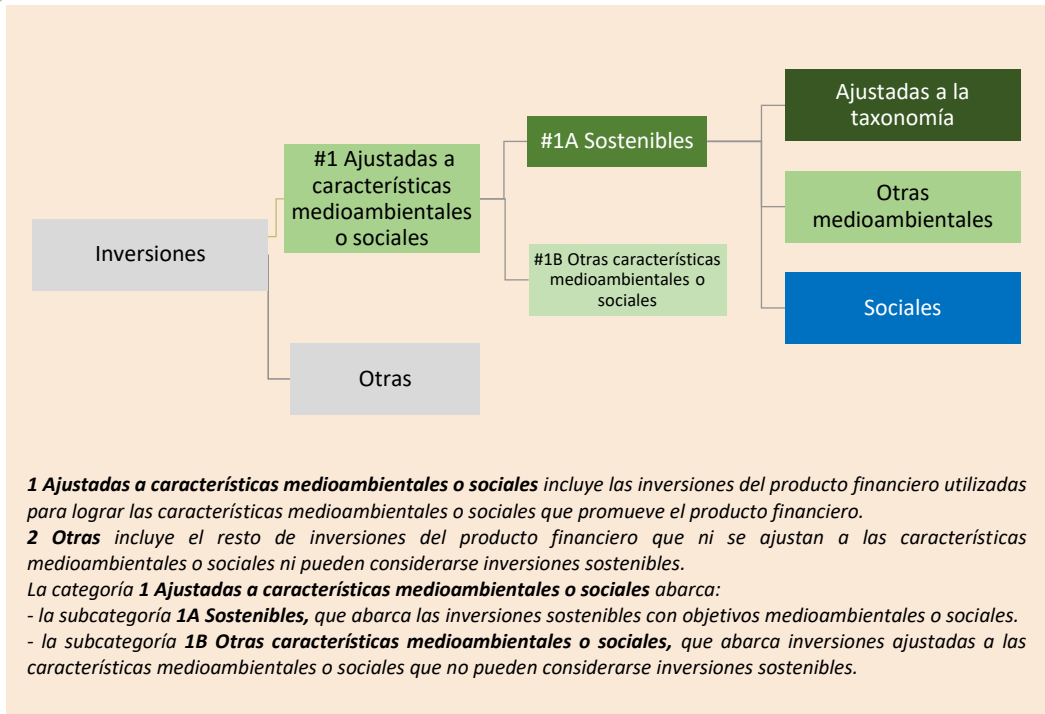 Inversiones
#1 Ajustadas a
características
medioambientales
o sociales
Otras
#1A Sostenibles
#1B Otras características
medioambientales o
sociales
Ajustadas a la
taxonomía
Otras
medioambientales
Sociales
1 Ajustadas a características medioambientales o sociales incluye las inversiones del producto financiero utilizadas
para lograr las características medioambientales o sociales que promueve el producto financiero.
2 Otras incluye el resto de inversiones del producto financiero que ni se ajustan a las características
medioambientales o sociales ni pueden considerarse inversiones sostenibles.
La categoría 1 Ajustadas a características medioambientales o sociales abarca:
- la subcategoría 1A Sostenibles, que abarca las inversiones sostenibles con objetivos medioambientales o sociales.
- la subcategoría 1B Otras características medioambientales o sociales, que abarca inversiones ajustadas a las
características medioambientales o sociales que no pueden considerarse inversiones sostenibles.